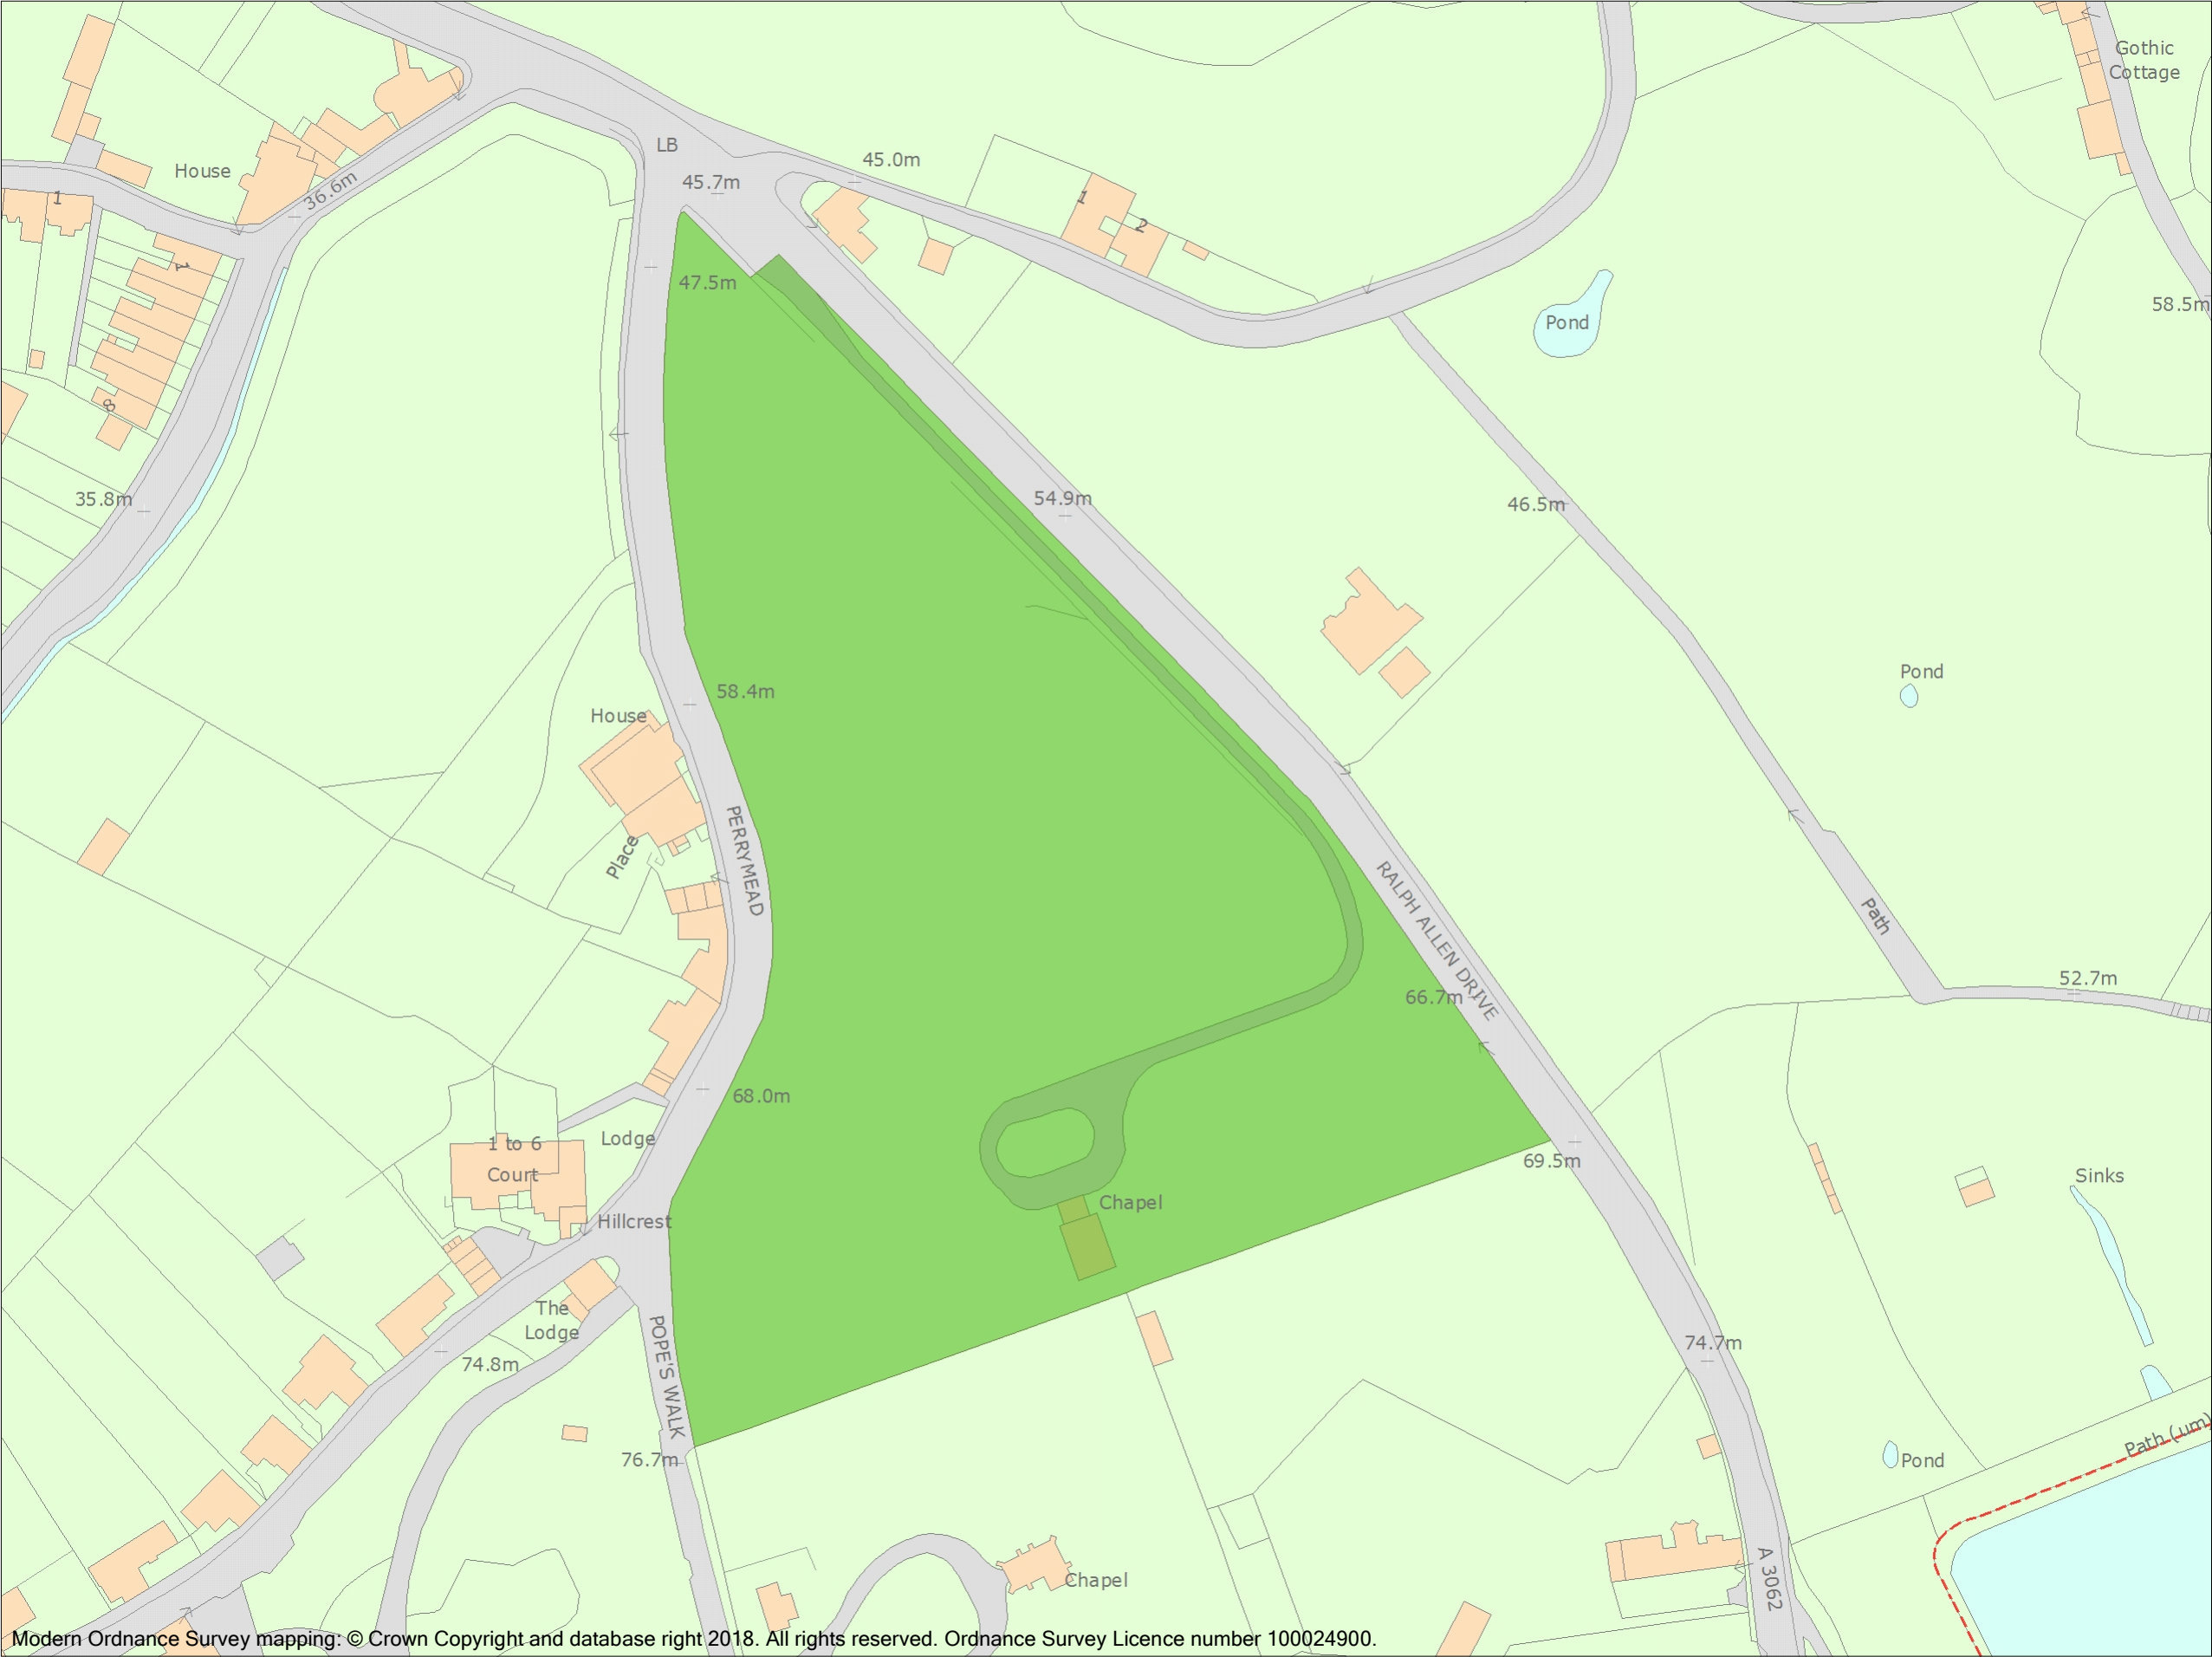 Gothic
Cottage
LB
45.0m
House
45.7m
36.6m
1
1
2
1
47.5m
58.5m
Pond
8
35.8m
54.9m
46.5m
Pond
58.4m
House
PERRYMEAD
Place
RALPH ALLEN DRIVE
Path
52.7m
66.7m
68.0m
Lodge
1 to 6
Court
69.5m
Sinks
Chapel
Hillcrest
The
Lodge
POPE'S WALK
74.7m
74.8m
Path (um)
76.7m
Pond
Chapel
A 3062
Modern Ordnance Survey mapping: © Crown Copyright and database right 2018. All rights reserved. Ordnance Survey Licence number 100024900.